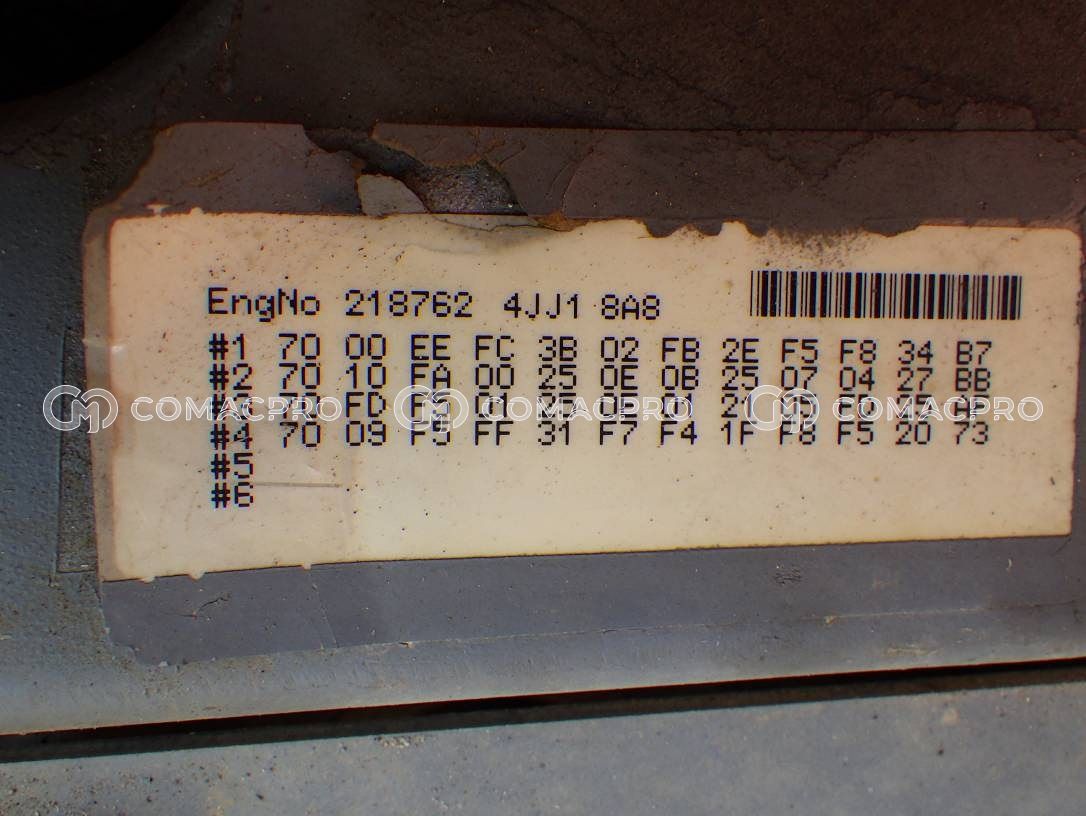 EngNo 218762 4JJ1 8A8
#1 70 00 EE FC 3B 02 FB 2E F5 F8 34 B7
#2 70 10 FA 00 25 0E 0B 25 07 04 27 BB
COMACPRO COMACPRO COMACPRO
#4 70 09 F5 FF 31 F7 F4 1F F8 F5 20 73
#5
#6